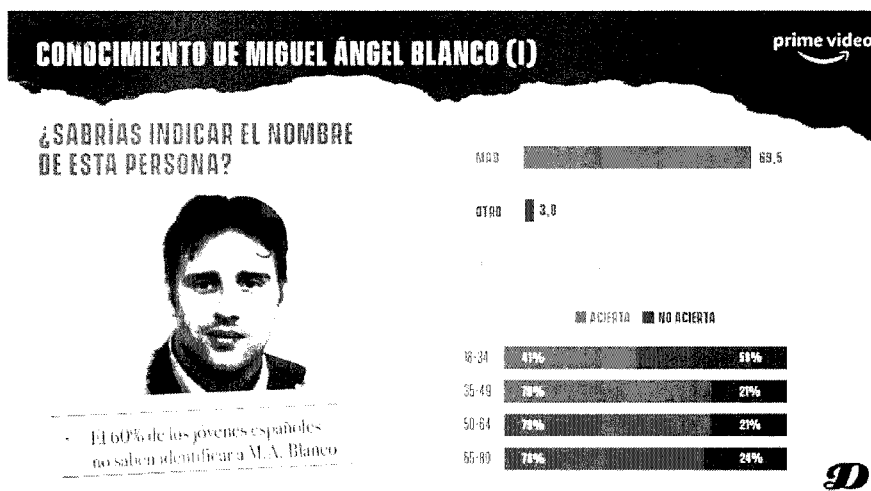 CONOCIMIENTO DE MIGUEL ÁNGEL BLANCO (I)
prime video
¿SABRÍAS INDICAR EL NOMBRE
DE ESTA PERSONA?
MAB 69,5
OTRO 3,0
ACIERTA NO ACIERTA
16-34 41% 59%
35-49 79% 21%
50-64 79% 21%
65-80 24%
- El 60% de los jóvenes españoles
no saben identificar a M.A. Blanco
D